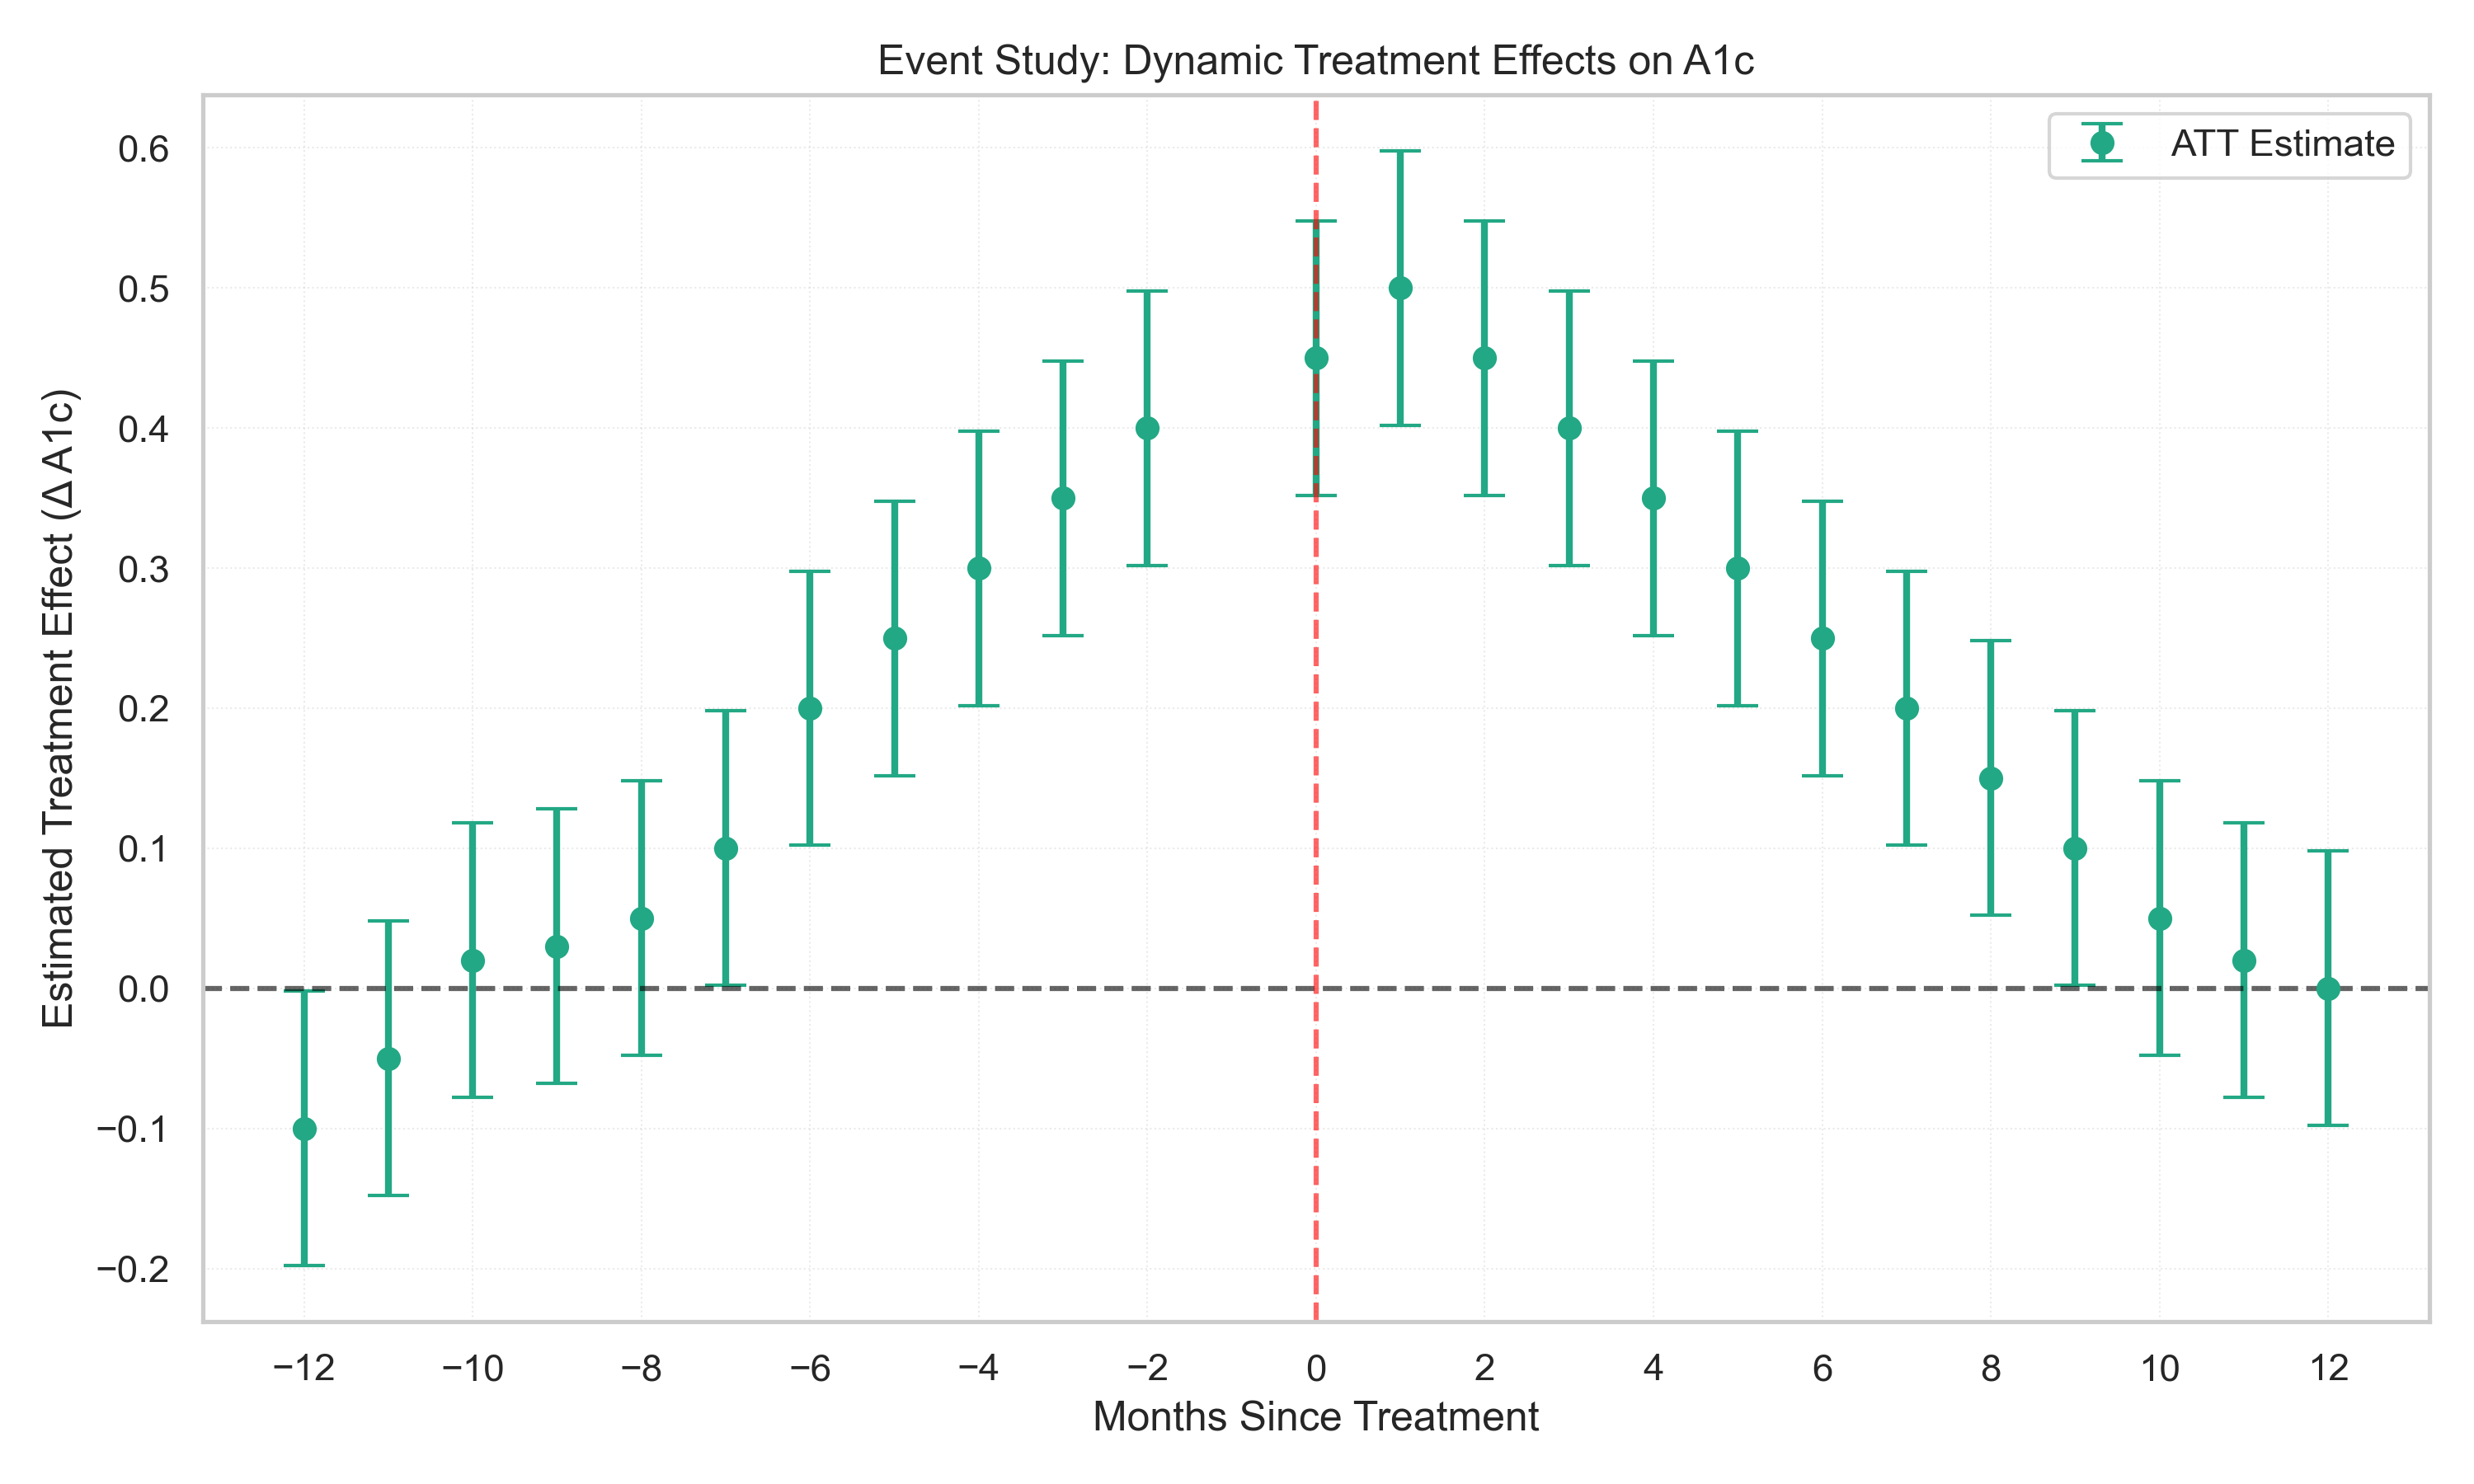 Event Study: Dynamic Treatment Effects on A1c
ATT Estimate
Estimated Treatment Effect (Δ A1c)
0.6
0.5
0.4
0.3
0.2
0.1
0.0
−0.1
−0.2
−12 −10 −8 −6 −4 −2 0 2 4 6 8 10 12
Months Since Treatment